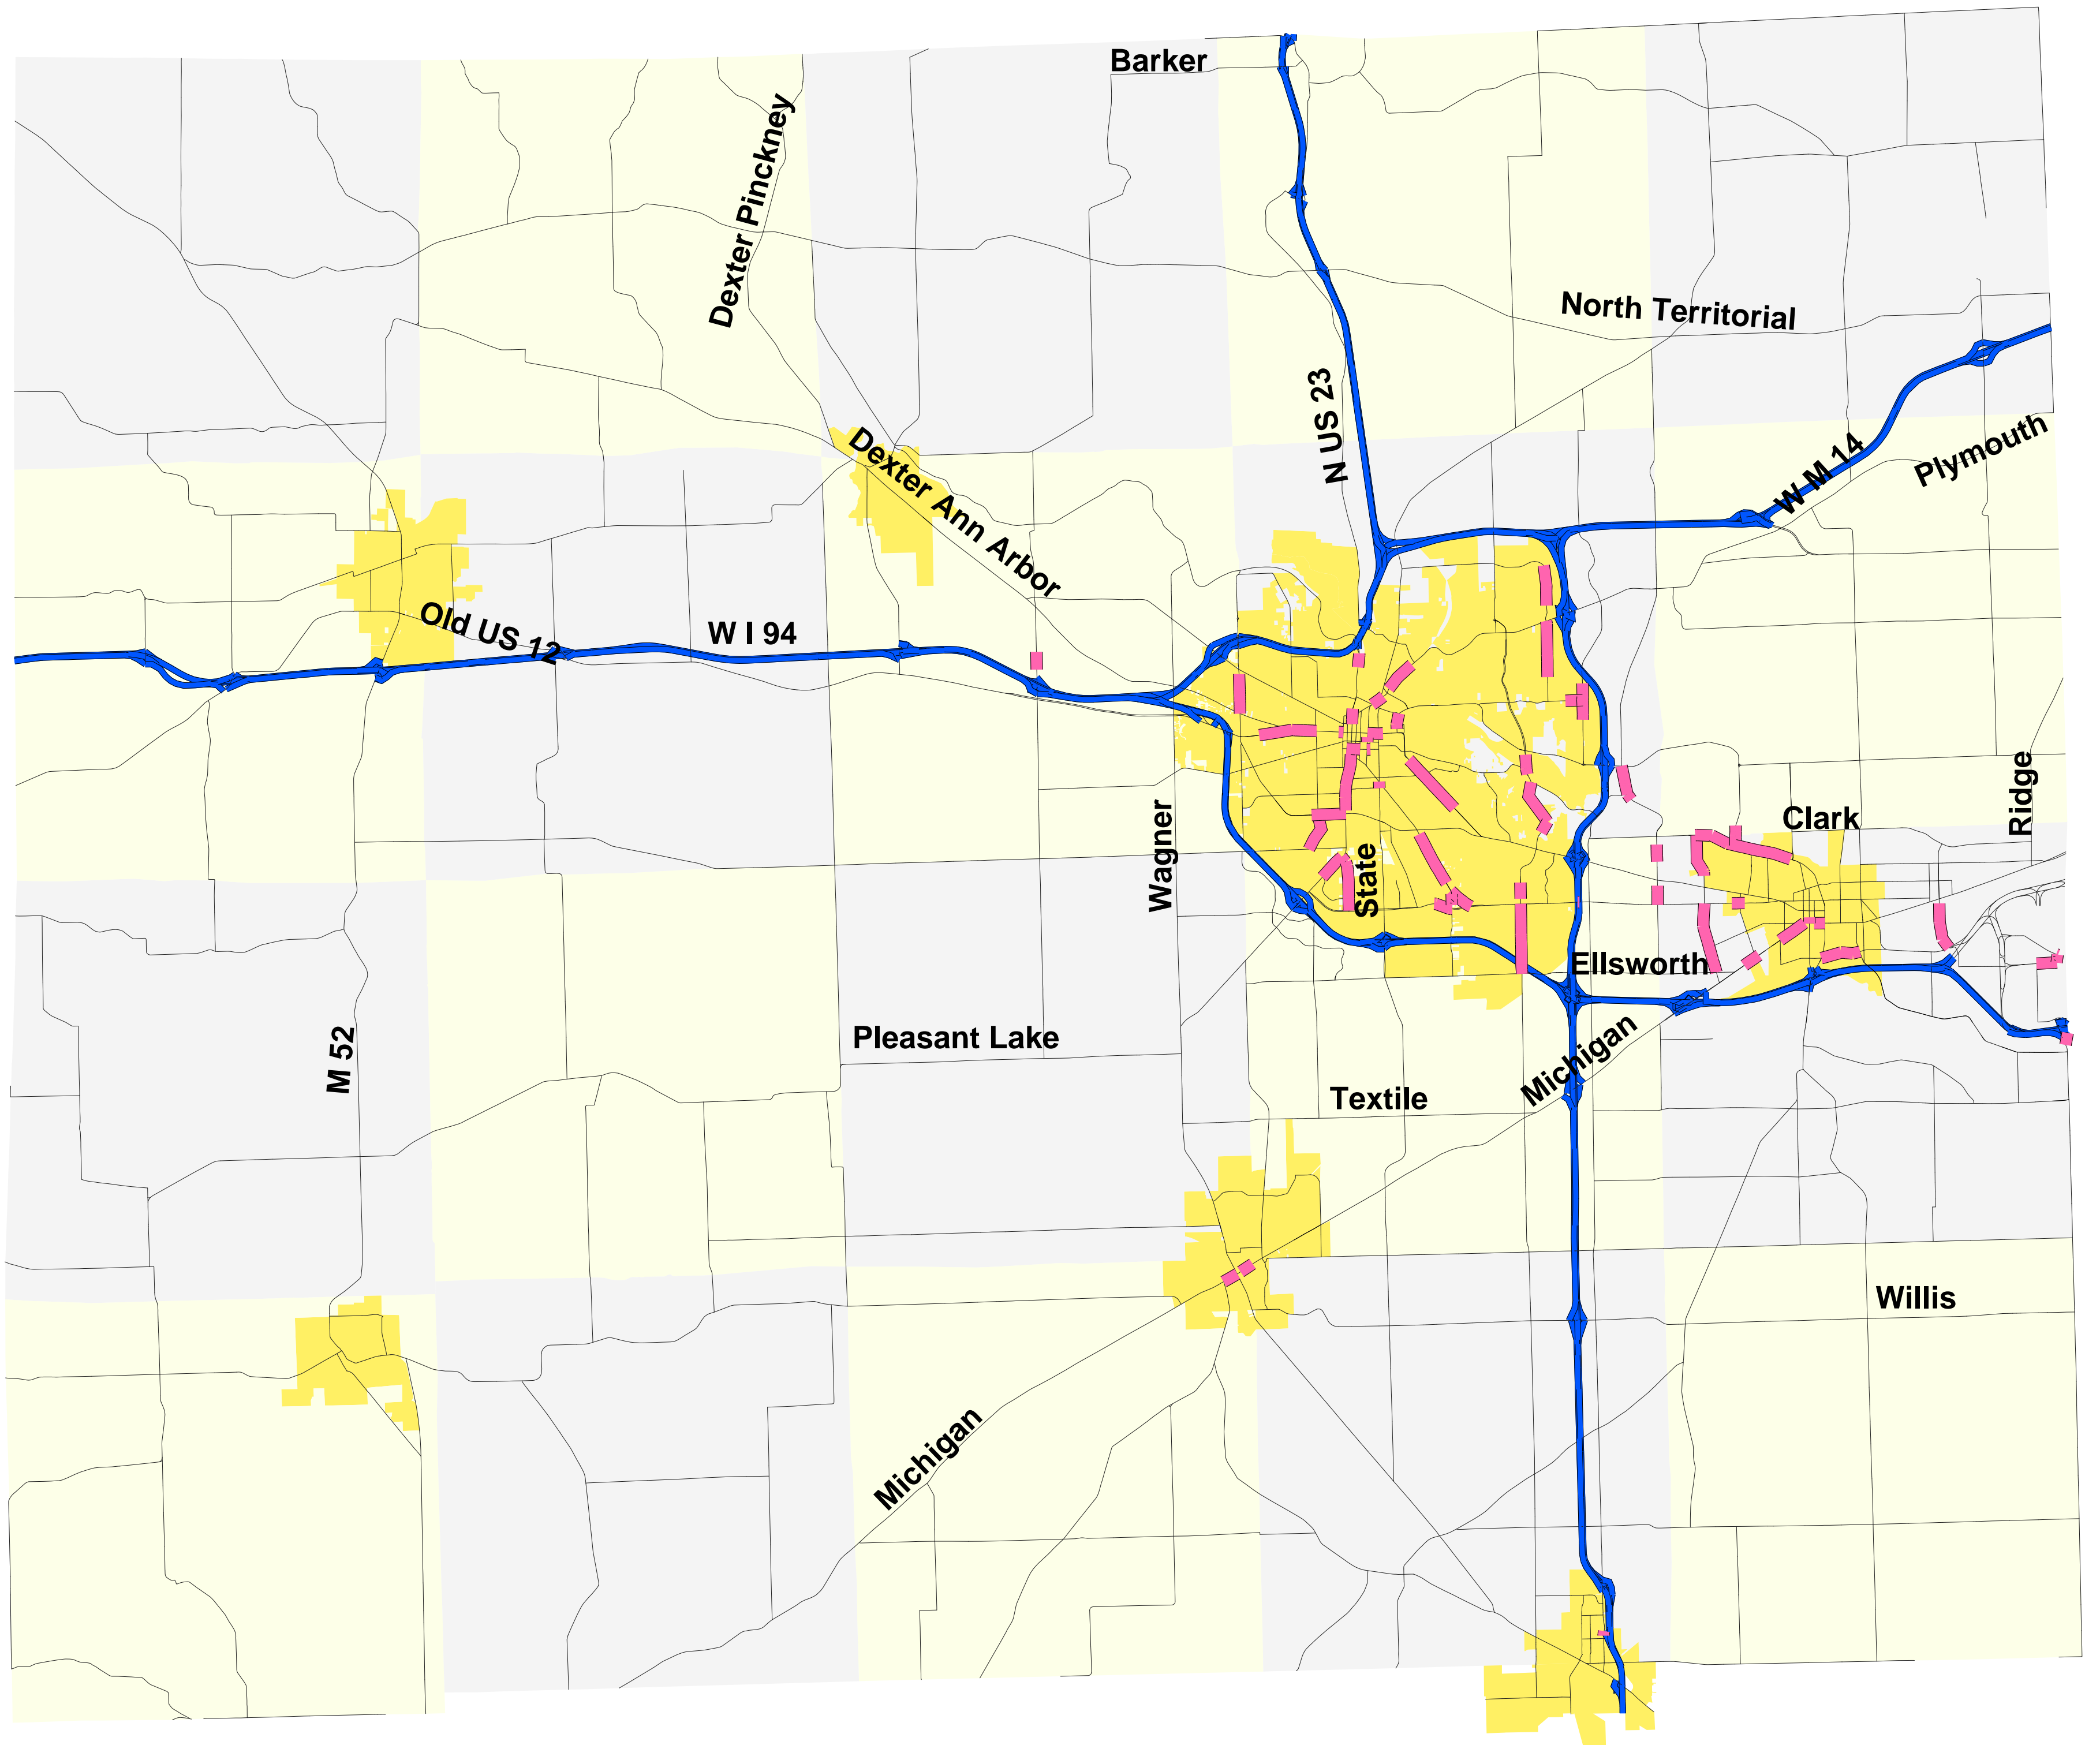 Barker
Dexter Pinckney
North Territorial
N US 23
W M 14
Plymouth
Dexter Ann Arbor
Old US 12
W I 94
Ridge
Clark
Wagner
State
Ellsworth
M 52
Pleasant Lake
Michigan
Textile
Willis
Michigan